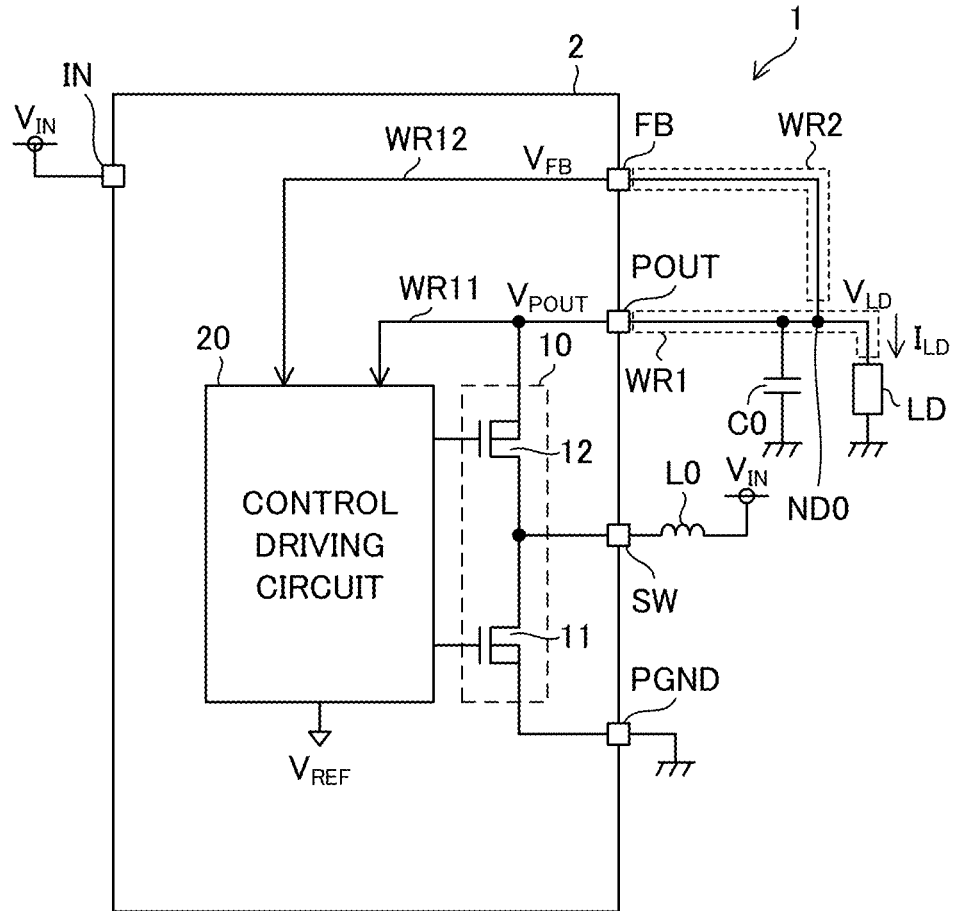 1
2
IN
V_IN
FB
WR2
WR12
V_FB
POUT
WR11
V_POUT
V_LD
I_LD
20
10
WR1
C0
LD
12
L0
V_IN
ND0
CONTROL
DRIVING
CIRCUIT
SW
11
PGND
V_REF